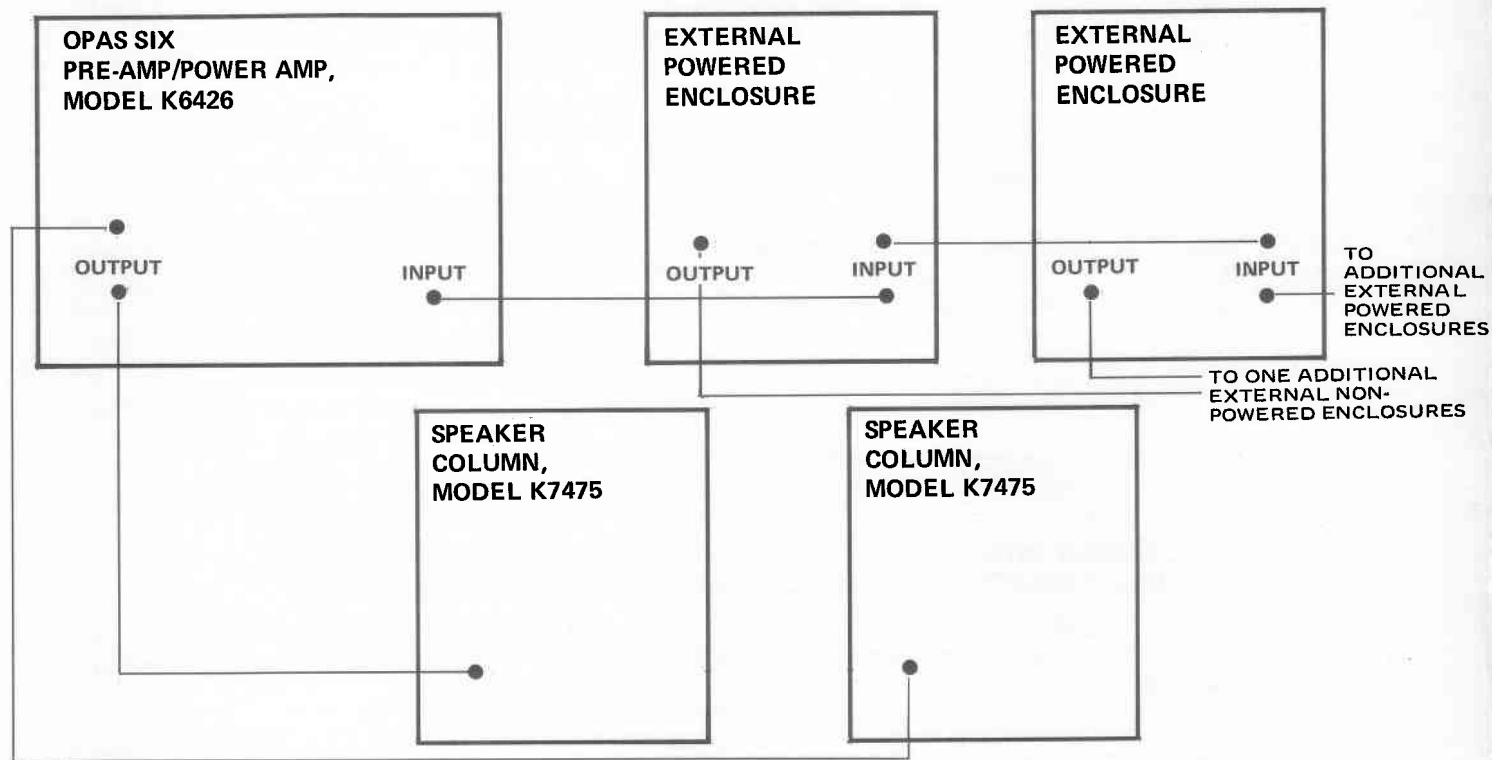 OPAS SIX
PRE-AMP/POWER AMP,
MODEL K6426
OUTPUT
INPUT
EXTERNAL
POWERED
ENCLOSURE
OUTPUT
INPUT
EXTERNAL
POWERED
ENCLOSURE
OUTPUT
INPUT
TO
ADDITIONAL
EXTERNAL
POWERED
ENCLOSURES
TO ONE ADDITIONAL
EXTERNAL NON-
POWERED ENCLOSURES
SPEAKER
COLUMN,
MODEL K7475
SPEAKER
COLUMN,
MODEL K7475